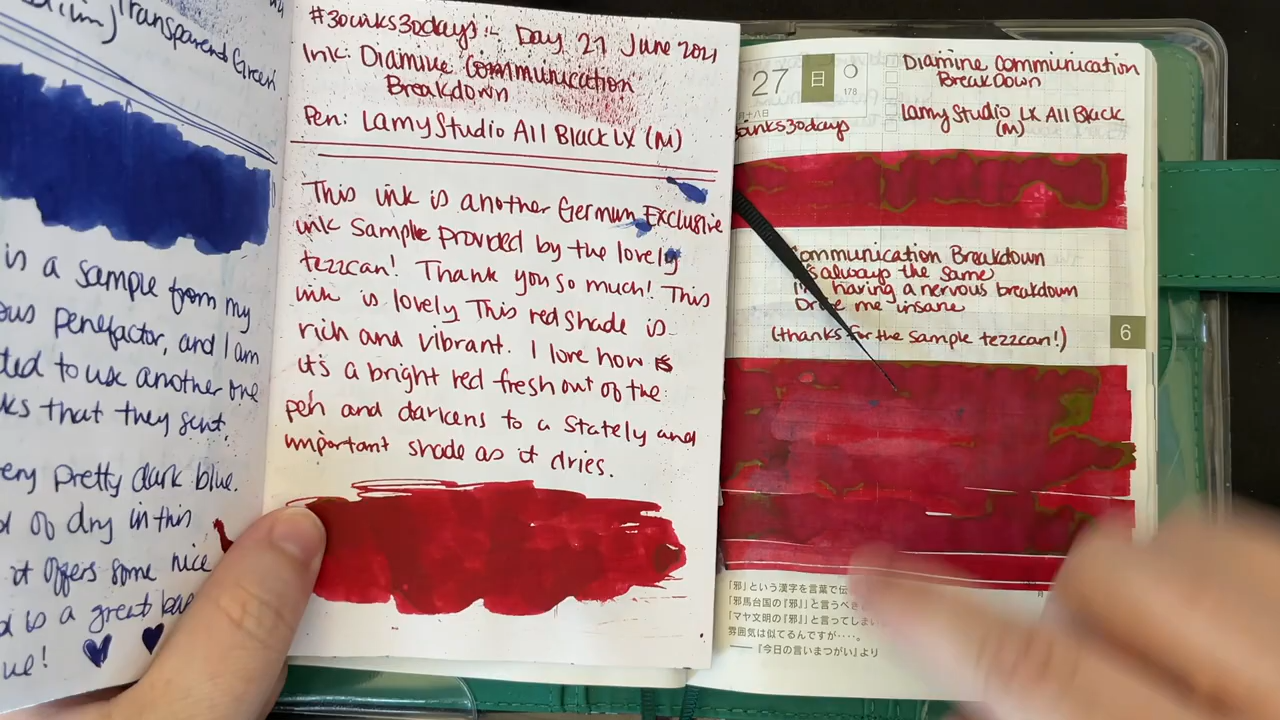 Transparend Green
is a sample from my
penefactor, and I am
ted to use another one
ks that they sent.
very pretty dark blue.
of dry in this
it offers some nice
is a great
ue!
#30inks30days :- Day 27 June 2021
Ink: Diamine Communication
Breakdown
Pen: Lamy Studio All Black LX (M)
This ink is another German Exclusive
ink sample provided by the lovely
tezzcan! Thank you so much! This
ink is lovely This red shade is
rich and vibrant. I love how
it's a bright red fresh out of the
pen and darkens to a stately and
important shade as it dries.
27 日
178
月十八日
30inks30days
Diamine Communication
Breakdown
Lamy Studio LX All Black
(M)
ommunication Breakdown
s always the same
having a nervous breakdown
Drive me insane
(thanks for the sample tezzcan!)
6
「邪」という漢字を言葉で伝
「邪馬台国の『邪』」と言うべき
「マヤ文明の『邪』」と言ってしまい
雰囲気は似てるんですが‥‥。
──『今日の言いまつがい』より